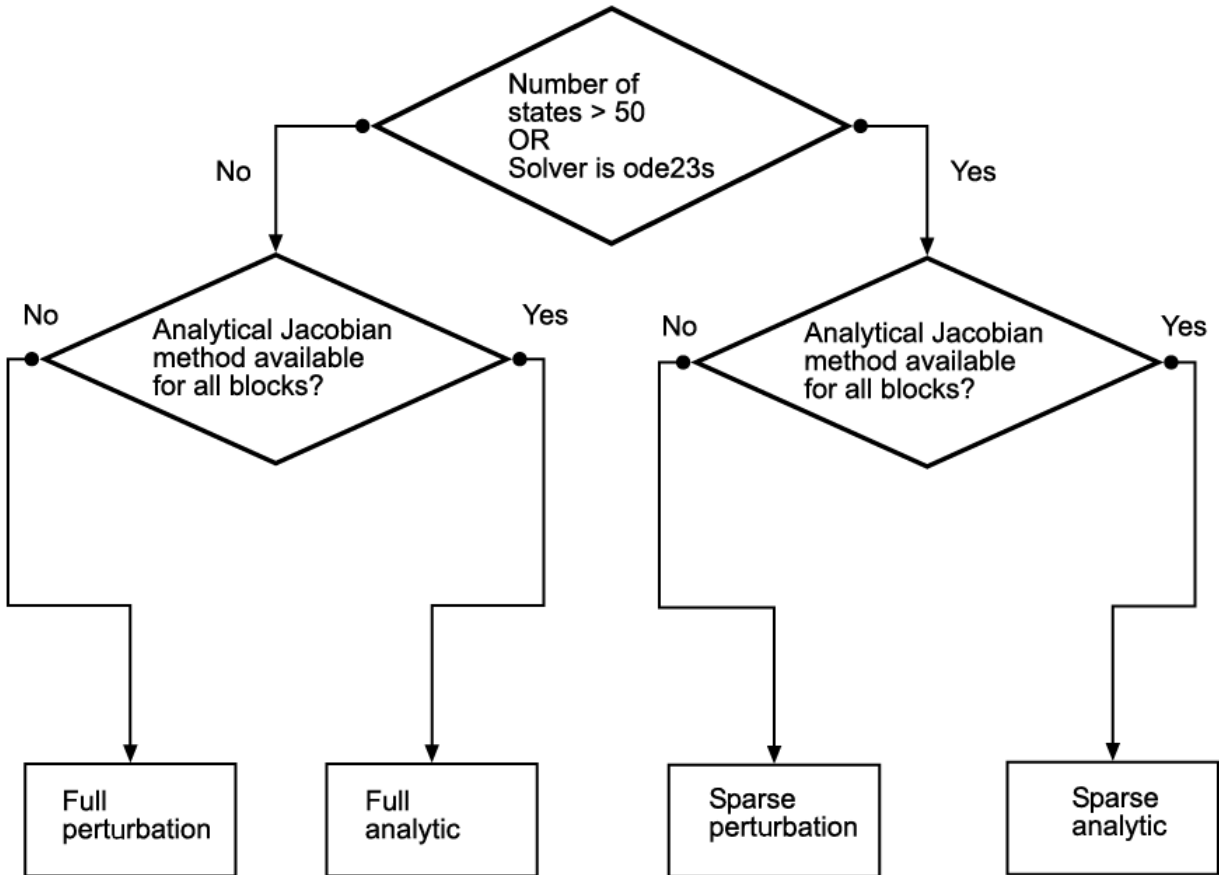 Number of
states > 50
OR
Solver is ode23s
No
Yes
No
Analytical Jacobian
method available
for all blocks?
Yes
No
Analytical Jacobian
method available
for all blocks?
Yes
Full
perturbation
Full
analytic
Sparse
perturbation
Sparse
analytic